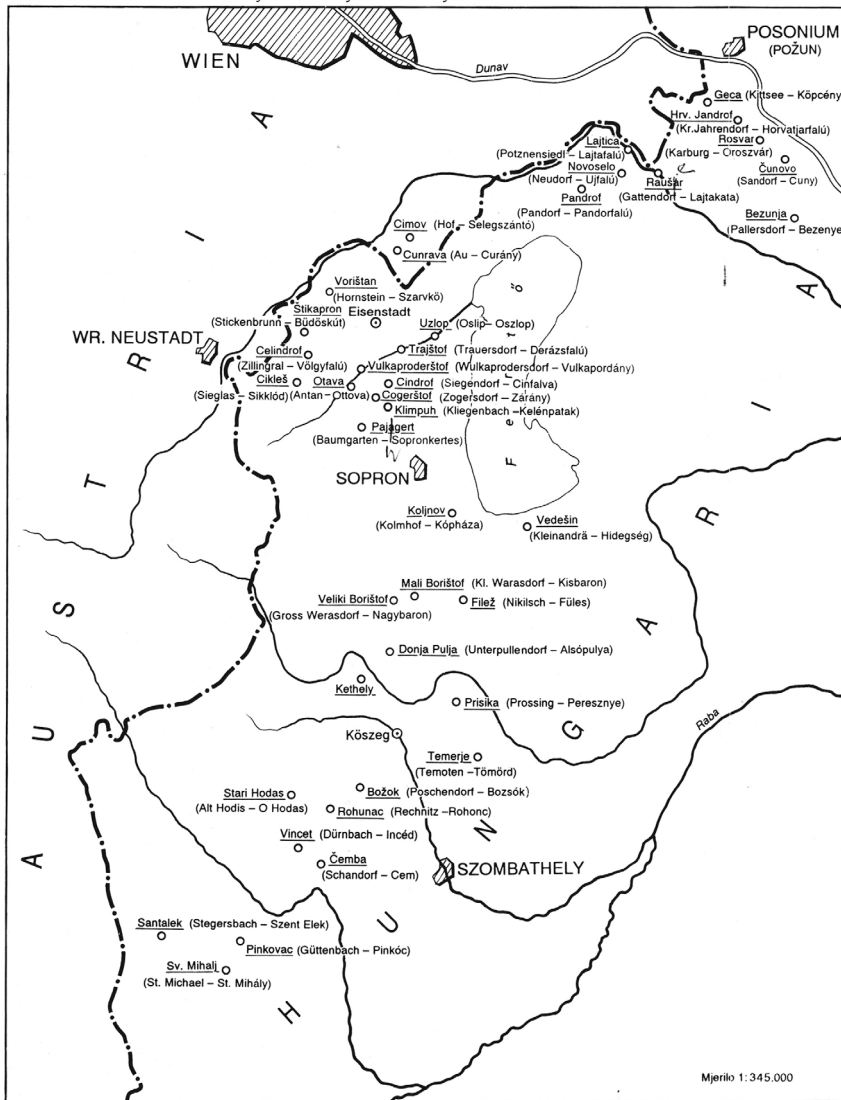 POSONIUM
(POŽUN)
WIEN
Dunav
Geca (Kittsee – Köpcény
Hrv. Jandrof
(Kr.Jahrendorf – Horvatjarfalú)
Rosvar
(Karburg – Oroszvár)
Lajtica
(Potznensiedl – Lajtafalú)
Novoselo
(Neudorf – Ujfalú)
Čunovo
(Sandorf – Cuny)
Raušar
(Gattendorf – Lajtakata)
Pandrof
(Pandorf – Pandorfalú)
Bezunja
(Pallersdorf – Bezenye
Cimov (Hof – Selegszántó)
Cunrava (Au – Curány)
Vorištan
(Hornstein – Szarvkö)
Štikapron
(Stickenbrunn – Büdöskút)
Eisenstadt
Uzlop (Oslip – Oszlop)
WR. NEUSTADT
Trajštof (Trauersdorf – Derázsfalú)
Celindrof
(Zillingral – Völgyfalú)
Vulkaproderštof (Wulkaprodersdorf – Vulkapordány)
Cikleš
(Sieglas – Sikklód)
Otava
(Antan – Ottova)
Cindrof (Siegendorf – Cinfalva)
Cogerštof (Zogersdorf – Zárány)
Klimpuh (Kliegenbach – Kelénpatak)
Pajagert
(Baumgarten – Sopronkertes)
Fertö
SOPRON
Koljnov
(Kolmhof – Kópháza)
Vedešin
(Kleinandrä – Hidegség)
Mali Borištof (Kl. Warasdorf – Kisbaron)
Veliki Borištof
(Gross Werasdorf – Nagybaron)
Filež (Nikilsch – Füles)
Donja Pulja (Unterpullendorf – Alsópulya)
Kethely
Prisika (Prossing – Peresznye)
Raba
Köszeg
Temerje
(Temoten – Tömörd)
Božok (Poschendorf – Bozsók)
Stari Hodas
(Alt Hodis – O Hodas)
Rohunac (Rechnitz – Rohonc)
Vincet (Dürnbach – Incéd)
Čemba
(Schandorf – Cem)
SZOMBATHELY
Santalek (Stegersbach – Szent Elek)
Pinkovac (Güttenbach – Pinkóc)
Sv. Mihalj
(St. Michael – St. Mihály)
AUSTRIA
HUNGARIA
Mjerilo 1:345.000